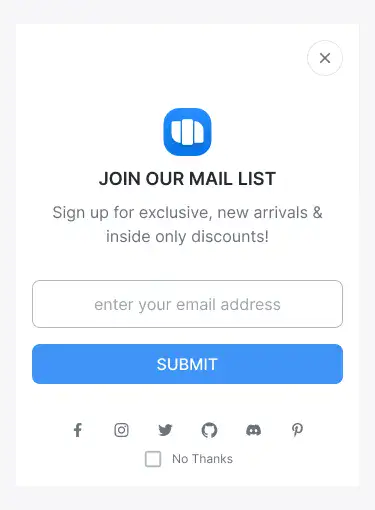 JOIN OUR MAIL LIST
Sign up for exclusive, new arrivals &
inside only discounts!
enter your email address
SUBMIT
No Thanks